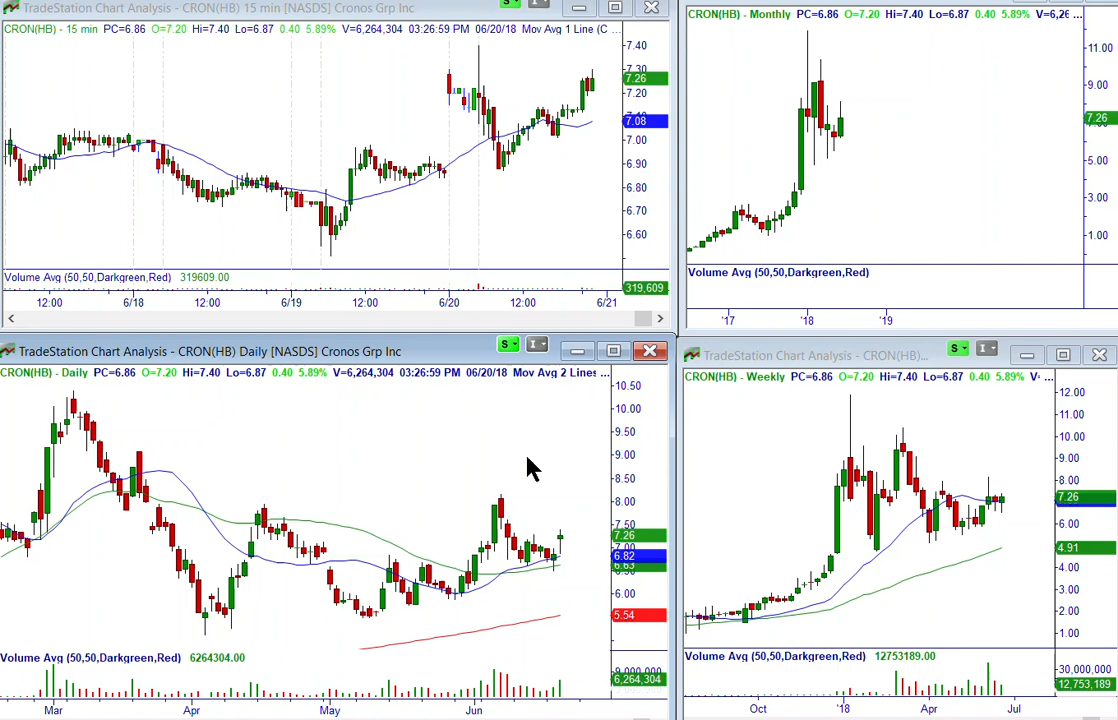 TradeStation Chart Analysis - CRON(HB) 15 min [NASDS] Cronos Grp Inc
S
I
CRON(HB) - 15 min PC=6.86 O=7.20 Hi=7.40 Lo=6.87 0.40 5.89% V=6,264,304 03:26:59 PM 06/20/18 Mov Avg 1 Line (C ...
7.40
7.30
7.26
7.20
7.08
7.00
6.90
6.80
6.70
6.60
Volume Avg (50,50,Darkgreen,Red) 319609.00
319,609
12:00 6/18 12:00 6/19 12:00 6/20 12:00 6/21
CRON(HB) - Monthly PC=6.86 O=7.20 Hi=7.40 Lo=6.87 0.40 5.89% V=6,26 ...
11.00
9.00
7.26
5.00
3.00
1.00
Volume Avg (50,50,Darkgreen,Red)
'17 '18 '19
TradeStation Chart Analysis - CRON(HB) Daily [NASDS] Cronos Grp Inc
S
I
CRON(HB) - Daily PC=6.86 O=7.20 Hi=7.40 Lo=6.87 0.40 5.89% V=6,264,304 03:26:59 PM 06/20/18 Mov Avg 2 Lines ...
10.50
10.00
9.50
9.00
8.50
8.00
7.50
7.26
7.00
6.82
6.63
6.00
5.54
Volume Avg (50,50,Darkgreen,Red) 6264304.00
9,000,000
6,264,304
Mar Apr May Jun
TradeStation Chart Analysis - CRON(HB)...
S
I
CRON(HB) - Weekly PC=6.86 O=7.20 Hi=7.40 Lo=6.87 0.40 5.89% V- ...
12.00
11.00
10.00
9.00
8.00
7.26
6.00
4.91
4.00
3.00
2.00
1.00
Volume Avg (50,50,Darkgreen,Red) 12753189.00
30,000,000
12,753,189
Oct '18 Apr Jul